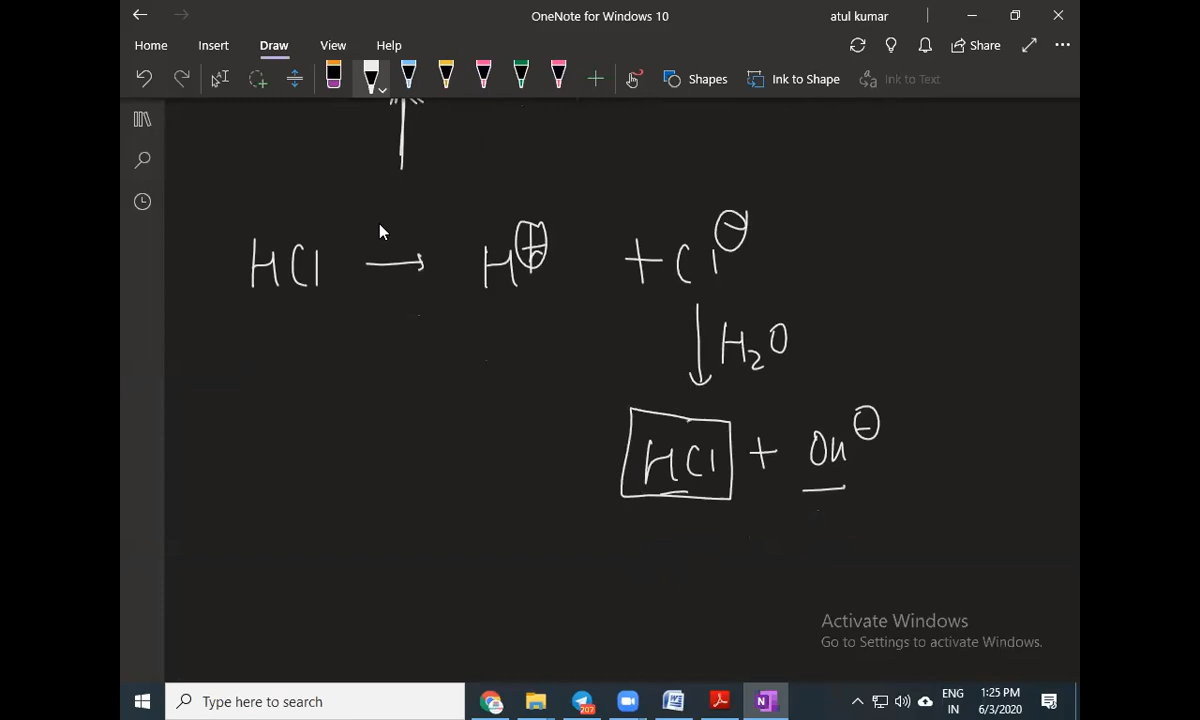 OneNote for Windows 10
atul kumar
Home Insert Draw View Help
Share
Shapes
Ink to Shape
Ink to Text
HCl → H⊕ + Cl⊖
↓ H₂O
HCl + OH⊖
Activate Windows
Go to Settings to activate Windows.
Type here to search
207
ENG
IN
1:25 PM
6/3/2020